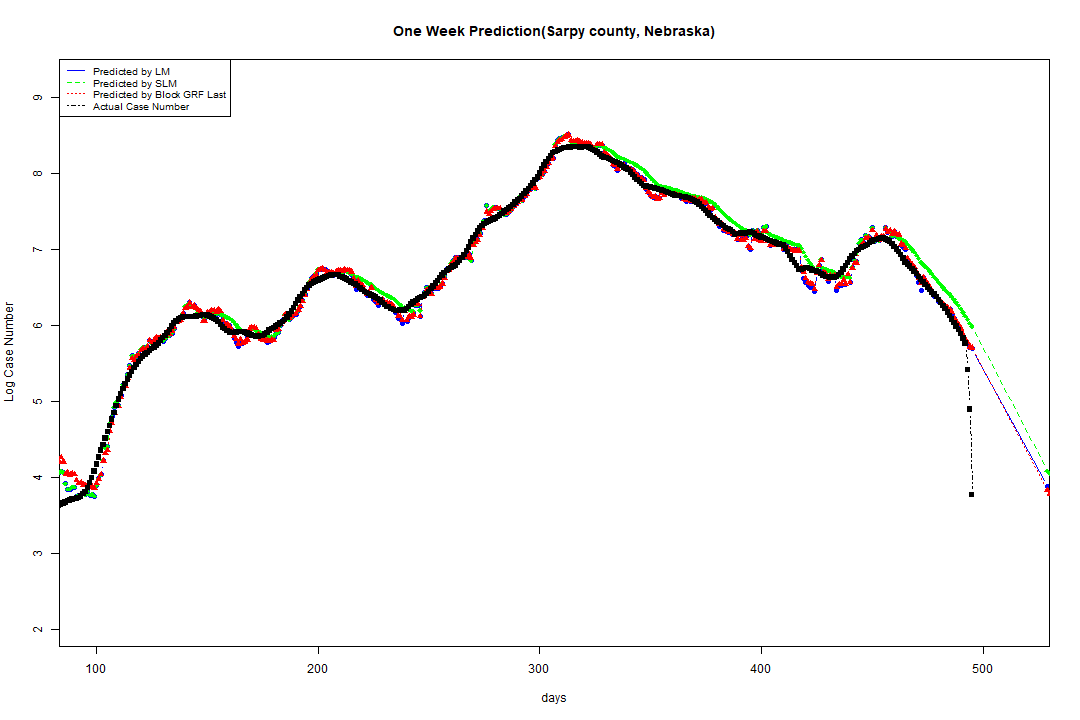 One Week Prediction(Sarpy county, Nebraska)
Predicted by LM
Predicted by SLM
Predicted by Block GRF Last
Actual Case Number
Log Case Number
9
8
7
6
5
4
3
2
100 200 300 400 500
days